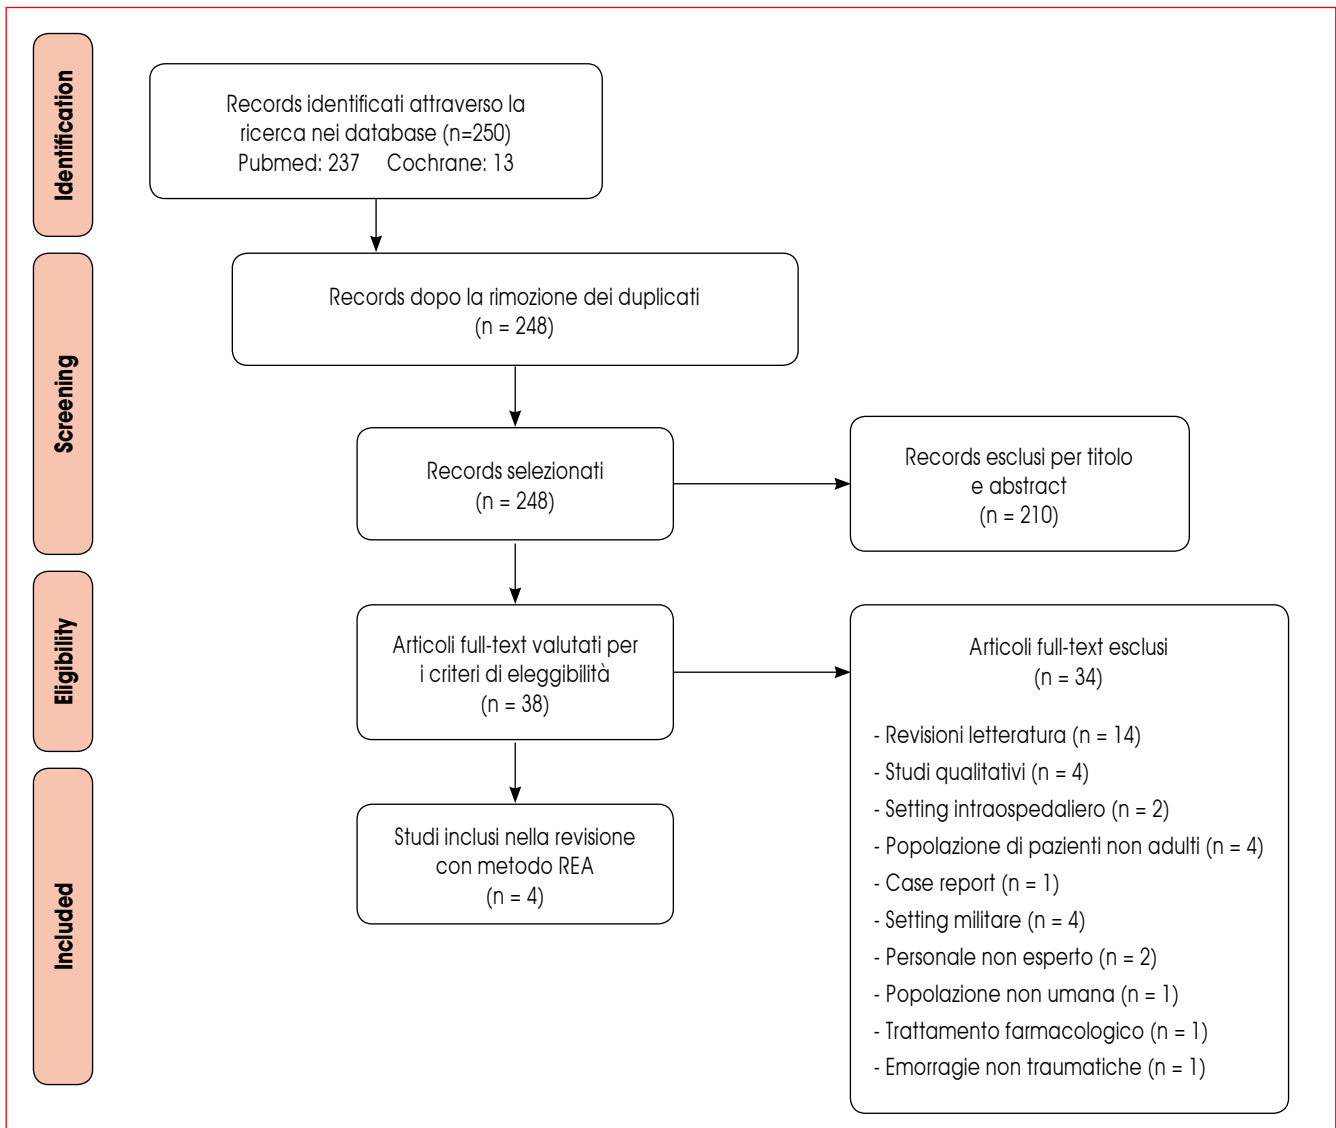 Identification
Records identificati attraverso la
ricerca nei database (n=250)
Pubmed: 237 Cochrane: 13
Screening
Records dopo la rimozione dei duplicati
(n = 248)
Records selezionati
(n = 248)
Records esclusi per titolo
e abstract
(n = 210)
Eligibility
Articoli full-text valutati per
i criteri di eleggibilità
(n = 38)
Articoli full-text esclusi
(n = 34)
- Revisioni letteratura (n = 14)
- Studi qualitativi (n = 4)
- Setting intraospedaliero (n = 2)
- Popolazione di pazienti non adulti (n = 4)
- Case report (n = 1)
- Setting militare (n = 4)
- Personale non esperto (n = 2)
- Popolazione non umana (n = 1)
- Trattamento farmacologico (n = 1)
- Emorragie non traumatiche (n = 1)
Included
Studi inclusi nella revisione
con metodo REA
(n = 4)